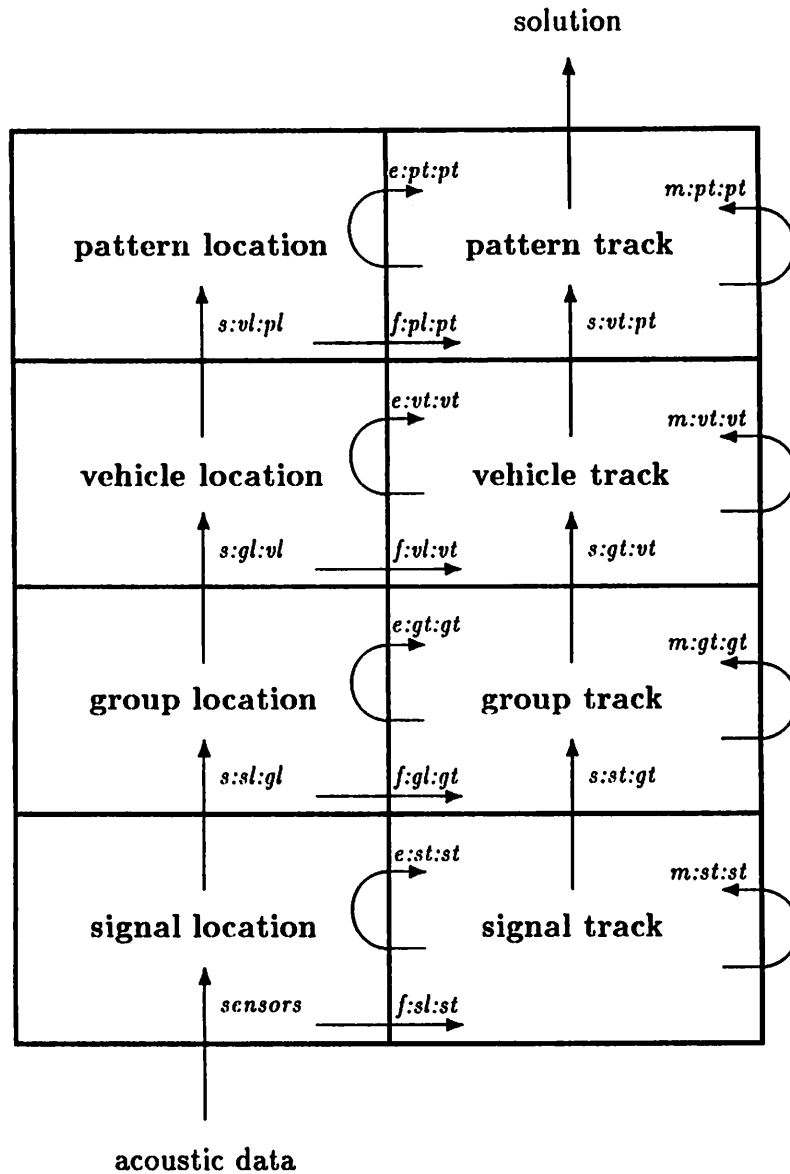 solution
e:pt:pt
m:pt:pt
pattern location
pattern track
s:vl:pl
f:pl:pt
s:vt:pt
e:vt:vt
m:vt:vt
vehicle location
vehicle track
s:gl:vl
f:vl:vt
s:gt:vt
e:gt:gt
m:gt:gt
group location
group track
s:sl:gl
f:gl:gt
s:st:gt
e:st:st
m:st:st
signal location
signal track
sensors
f:sl:st
acoustic data